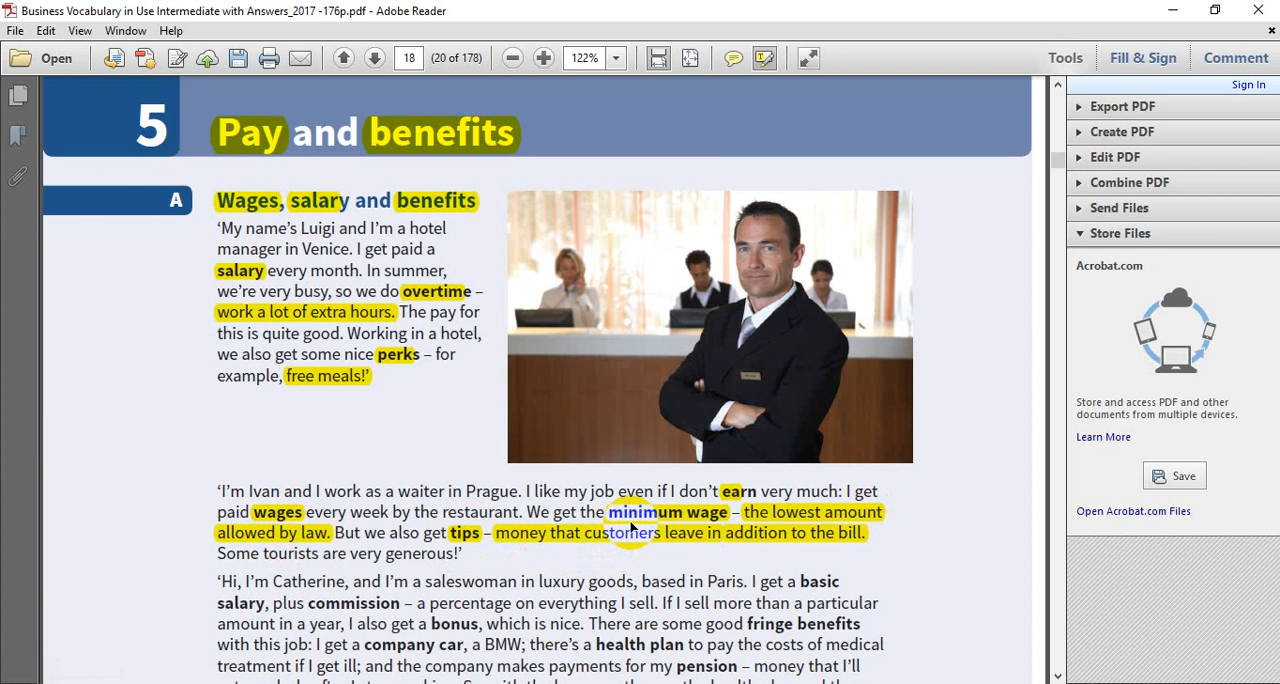 Business Vocabulary in Use Intermediate with Answers_2017 -176p.pdf - Adobe Reader
File Edit View Window Help
Open 18 (20 of 178) 122% Tools Fill & Sign Comment
Sign In
Export PDF
Create PDF
Edit PDF
Combine PDF
Send Files
Store Files
Acrobat.com
Store and access PDF and other
documents from multiple devices.
Learn More
Save
Open Acrobat.com Files
5 Pay and benefits
A Wages, salary and benefits
‘My name’s Luigi and I’m a hotel
manager in Venice. I get paid a
salary every month. In summer,
we’re very busy, so we do overtime –
work a lot of extra hours. The pay for
this is quite good. Working in a hotel,
we also get some nice perks – for
example, free meals!’
‘I’m Ivan and I work as a waiter in Prague. I like my job even if I don’t earn very much: I get
paid wages every week by the restaurant. We get the minimum wage – the lowest amount
allowed by law. But we also get tips – money that customers leave in addition to the bill.
Some tourists are very generous!’
‘Hi, I’m Catherine, and I’m a saleswoman in luxury goods, based in Paris. I get a basic
salary, plus commission – a percentage on everything I sell. If I sell more than a particular
amount in a year, I also get a bonus, which is nice. There are some good fringe benefits
with this job: I get a company car, a BMW; there’s a health plan to pay the costs of medical
treatment if I get ill; and the company makes payments for my pension – money that I’ll